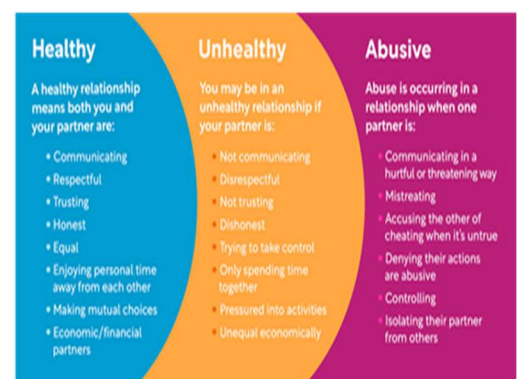 Healthy
A healthy relationship
means both you and
your partner are:
• Communicating
• Respectful
• Trusting
• Honest
• Equal
• Enjoying personal time
away from each other
• Making mutual choices
• Economic/financial
partners
Unhealthy
You may be in an
unhealthy relationship if
your partner is:
• Not communicating
• Disrespectful
• Not trusting
• Dishonest
• Trying to take control
• Only spending time
together
• Pressured into activities
• Unequal economically
Abusive
Abuse is occurring in a
relationship when one
partner is:
• Communicating in a
hurtful or threatening way
• Mistreating
• Accusing the other of
cheating when it's untrue
• Denying their actions
are abusive
• Controlling
• Isolating their partner
from others